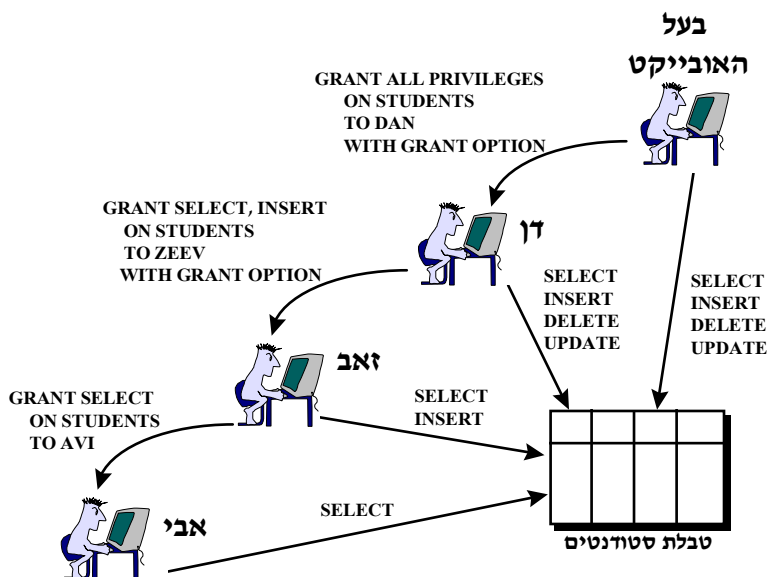 בעל
האובייקט
GRANT ALL PRIVILEGES
ON STUDENTS
TO DAN
WITH GRANT OPTION
דן
GRANT SELECT, INSERT
ON STUDENTS
TO ZEEV
WITH GRANT OPTION
SELECT
INSERT
DELETE
UPDATE
SELECT
INSERT
DELETE
UPDATE
זאב
GRANT SELECT
ON STUDENTS
TO AVI
SELECT
INSERT
אבי
SELECT
טבלת סטודנטים